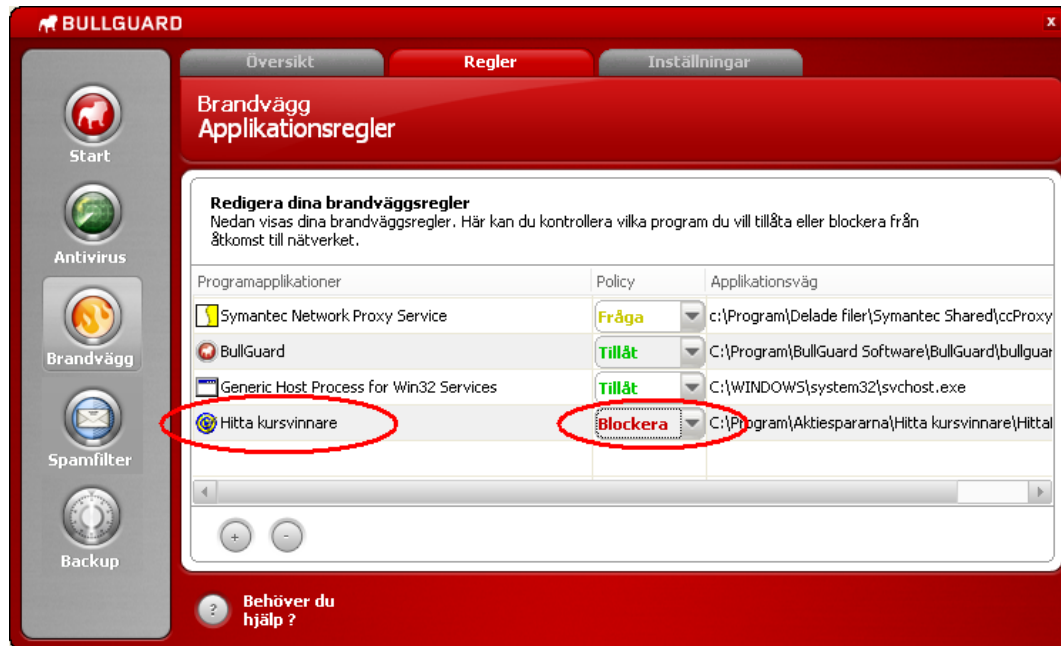 BULLGUARD
x
Översikt
Regler
Inställningar
Brandvägg
Applikationsregler
Start
Antivirus
Brandvägg
Spamfilter
Backup
Redigera dina brandväggsregler
Nedan visas dina brandväggsregler. Här kan du kontrollera vilka program du vill tillåta eller blockera från
åtkomst till nätverket.
Programapplikationer Policy Applikationsväg
Symantec Network Proxy Service Fråga c:\Program\Delade filer\Symantec Shared\ccProxy
BullGuard Tillåt C:\Program\BullGuard Software\BullGuard\bullguar
Generic Host Process for Win32 Services Tillåt C:\WINDOWS\system32\svchost.exe
Hitta kursvinnare Blockera C:\Program\Aktiespararna\Hitta kursvinnare\Hittal
+ -
? Behöver du
hjälp ?